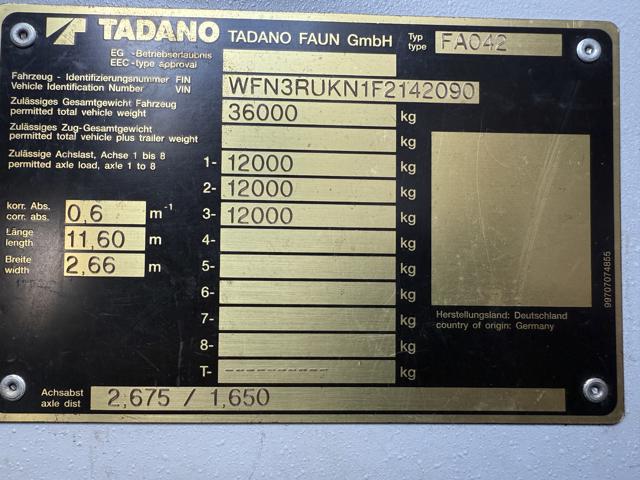 TADANO TADANO FAUN GmbH Typ type FA042
EG - Betriebserlaubnis
EEC-type approval
Fahrzeug - Identifizierungsnummer FIN
Vehicle Identification Number VIN
WFN3RUKN1F2142090
Zulässiges Gesamtgewicht Fahrzeug
permitted total vehicle weight
36000 kg
Zulässiges Zug-Gesamtgewicht
permitted total vehicle plus trailer weight
kg
Zulässige Achslast, Achse 1 bis 8
permitted axle load, axle 1 to 8
1- 12000 kg
2- 12000 kg
3- 12000 kg
4- kg
5- kg
6- kg
7- kg
8- kg
T- ---------- kg
korr. Abs.
corr. abs.
0,6 m-1
Länge
length
11,60 m
Breite
width
2,66 m
Herstellungsland: Deutschland
country of origin: Germany
99707074855
Achsabst
axle dist
2,675 / 1,650